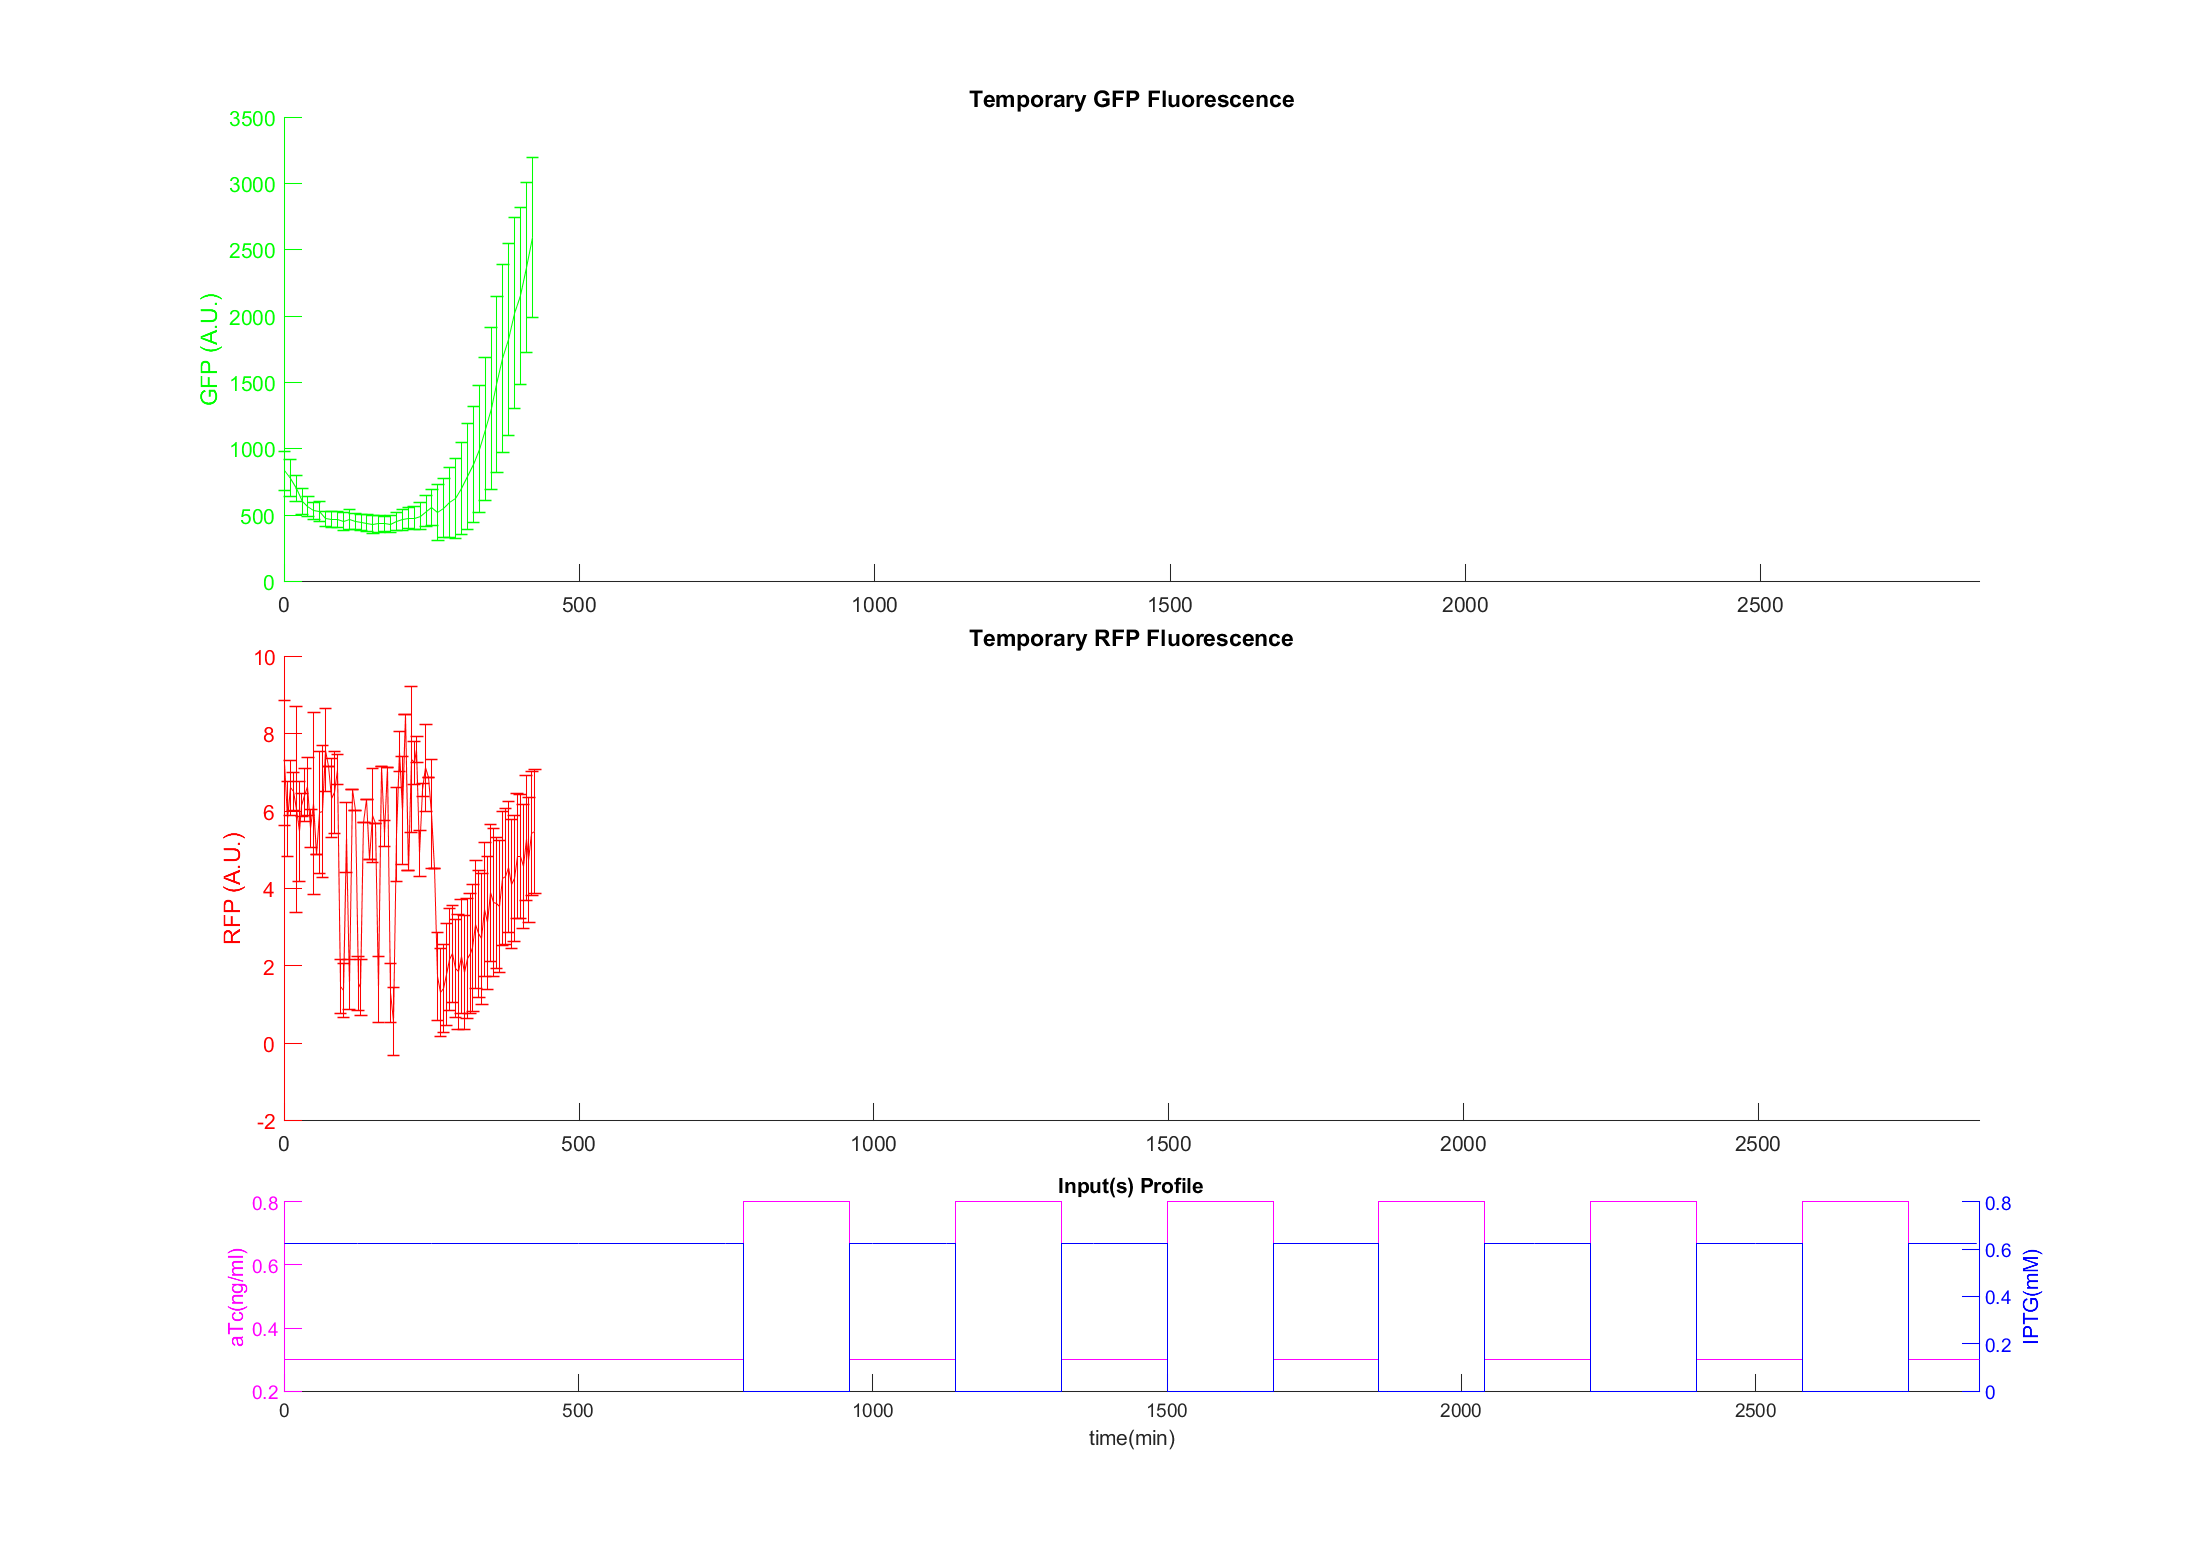 Temporary GFP Fluorescence
3500
3000
2500
2000
1500
1000
500
0
GFP (A.U.)
0 500 1000 1500 2000 2500
Temporary RFP Fluorescence
10
8
6
4
2
0
-2
RFP (A.U.)
0 500 1000 1500 2000 2500
Input(s) Profile
0.8
0.6
0.4
0.2
aTc(ng/ml)
0.8
0.6
0.4
0.2
0
IPTG(mM)
0 500 1000 1500 2000 2500
time(min)